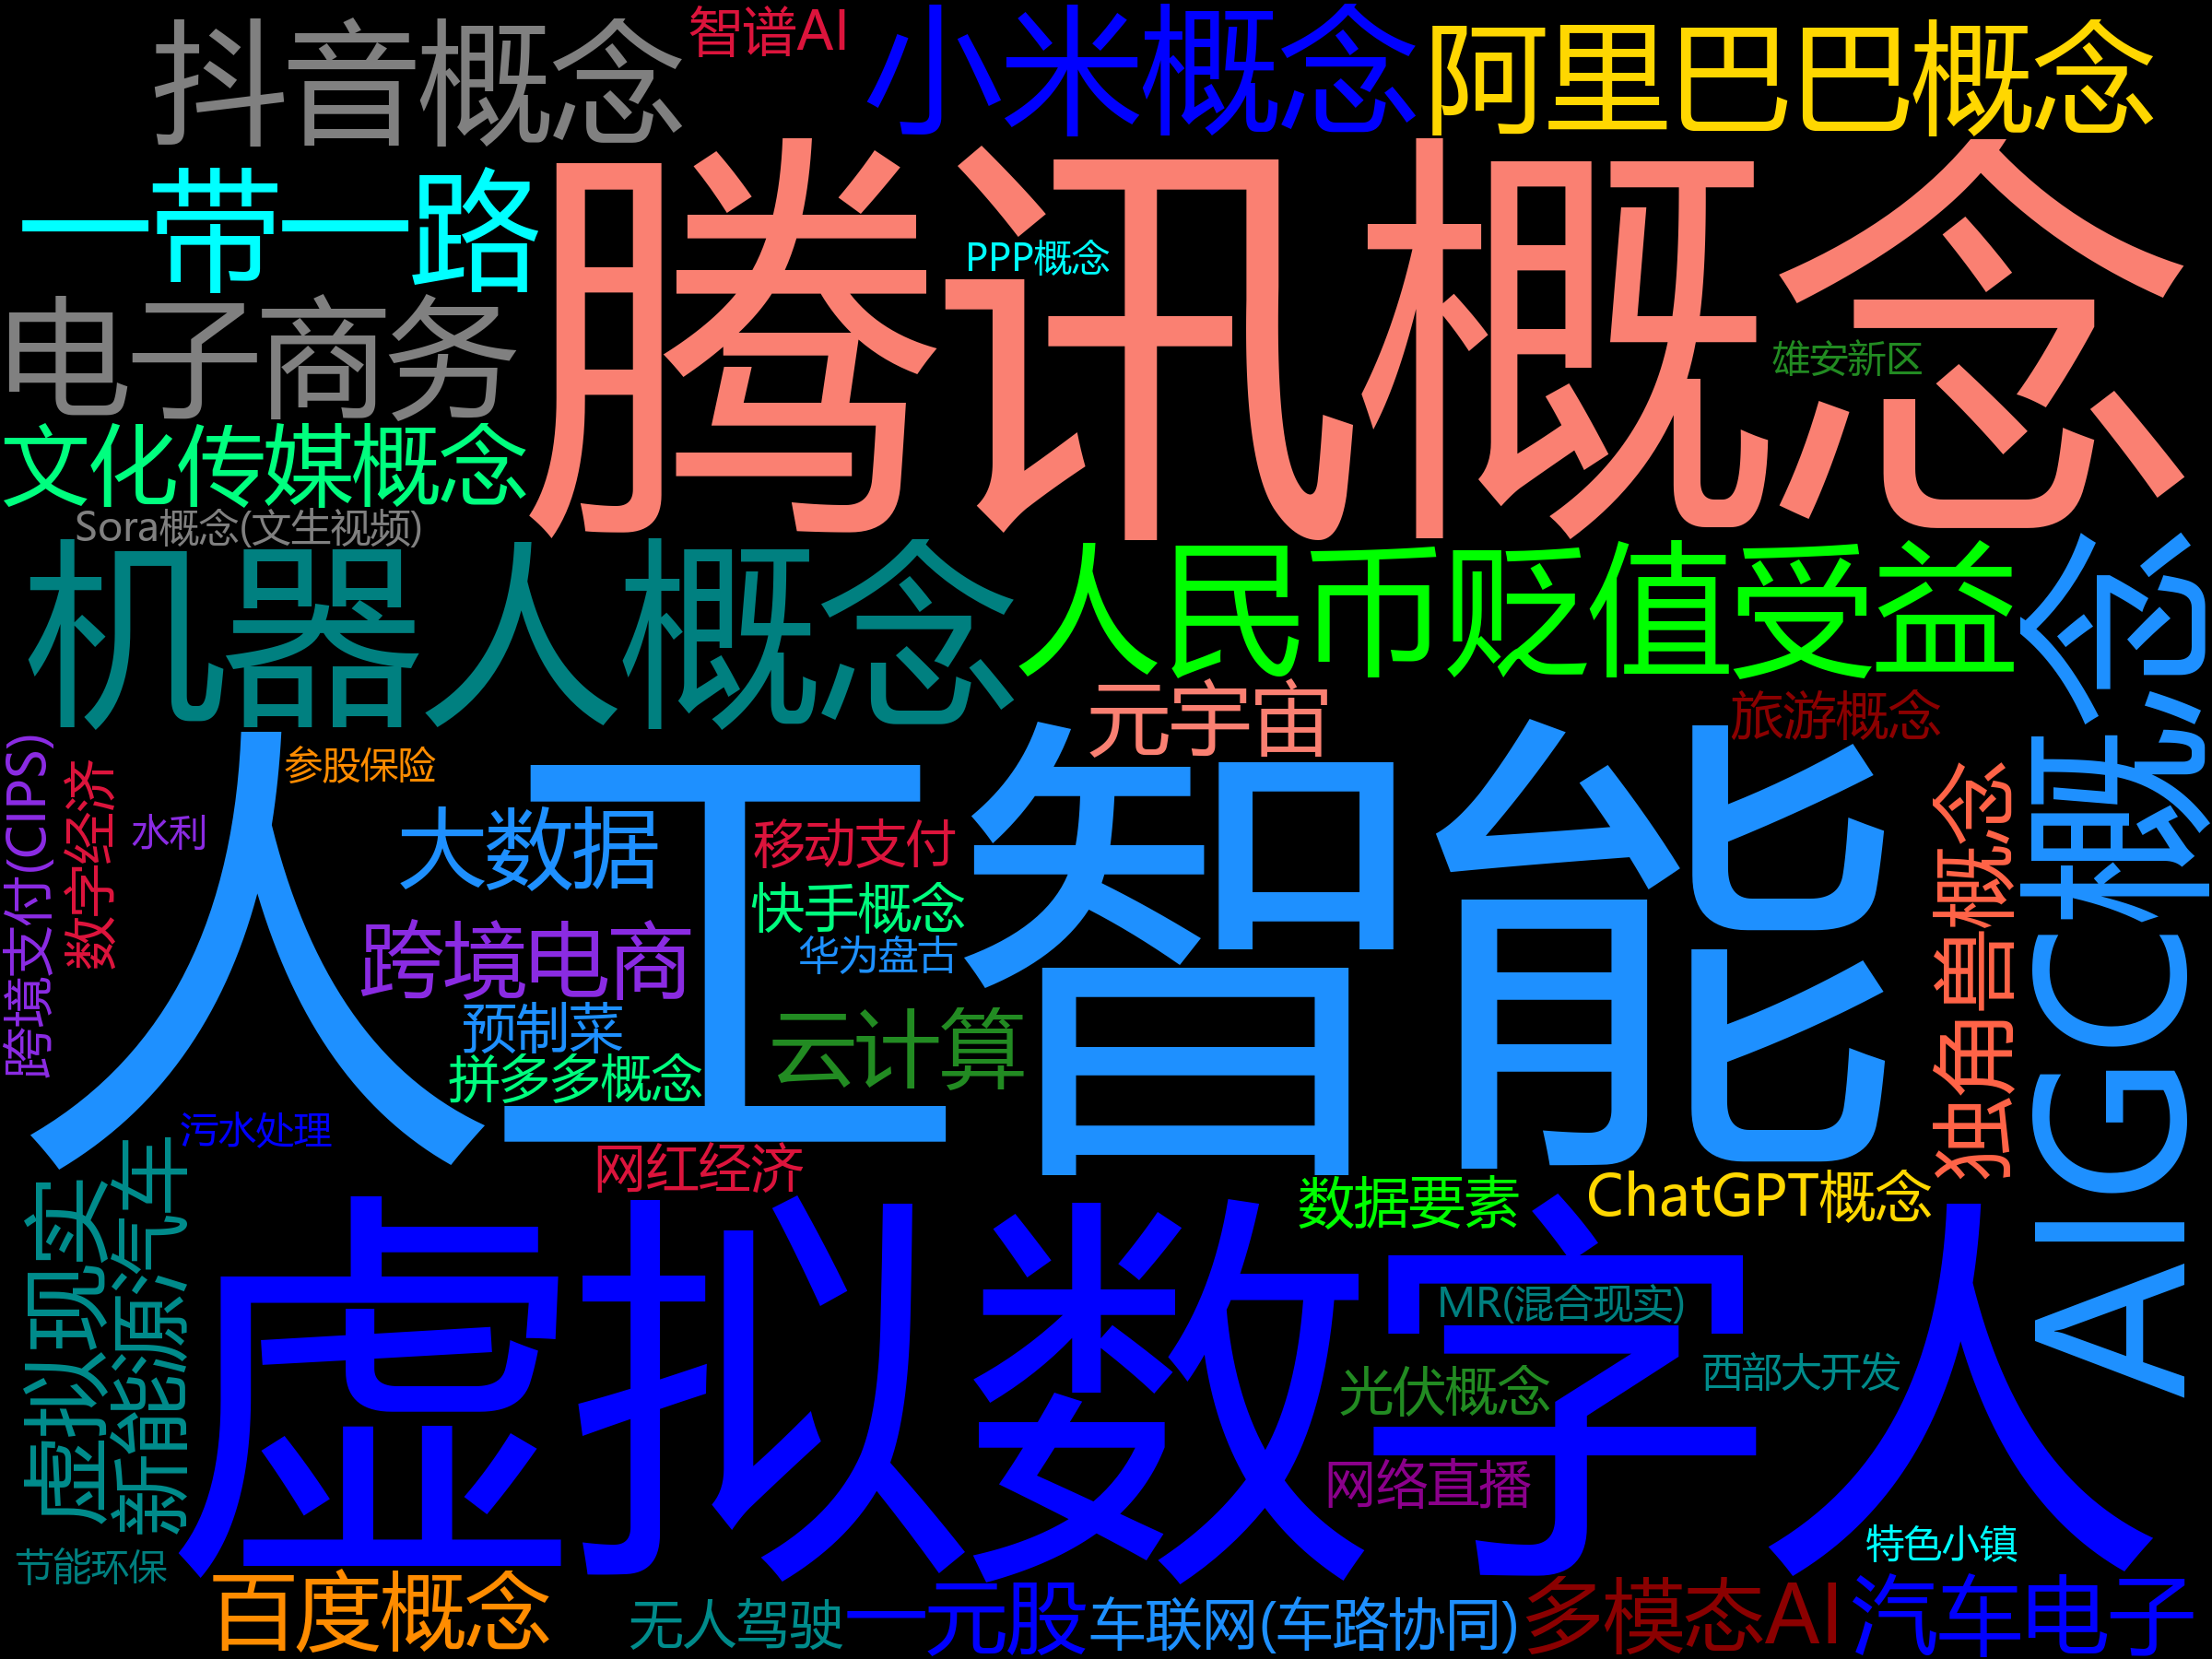 抖音概念
智谱AI
小米概念
阿里巴巴概念
一带一路
腾讯概念
PPP概念
电子商务
雄安新区
文化传媒概念
Sora概念(文生视频)
机器人概念
人民币贬值受益
AIGC概念
元宇宙
旅游概念
人工智能
参股保险
跨境支付(CIPS)
数字经济
水利
大数据
移动支付
独角兽概念
快手概念
跨境电商
华为盘古
预制菜
云计算
拼多多概念
污水处理
网红经济
数据要素
ChatGPT概念
虚拟现实
新能源汽车
虚拟数字人
MR(混合现实)
光伏概念
西部大开发
网络直播
特色小镇
节能环保
百度概念
无人驾驶
一元股
车联网(车路协同)
多模态AI
汽车电子